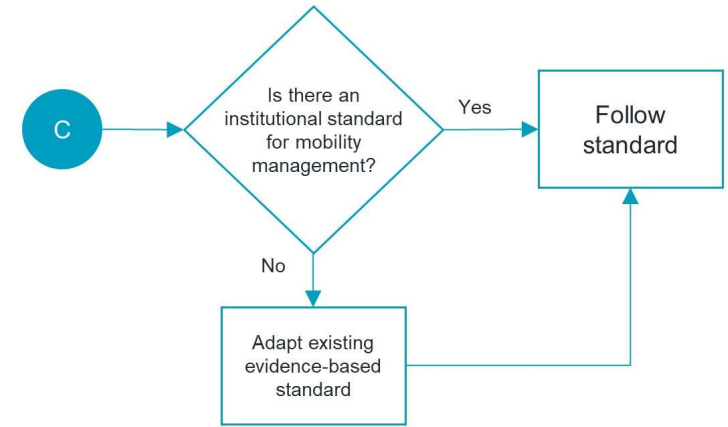 C
Is there an
institutional standard
for mobility
management?
Yes
Follow
standard
No
Adapt existing
evidence-based
standard